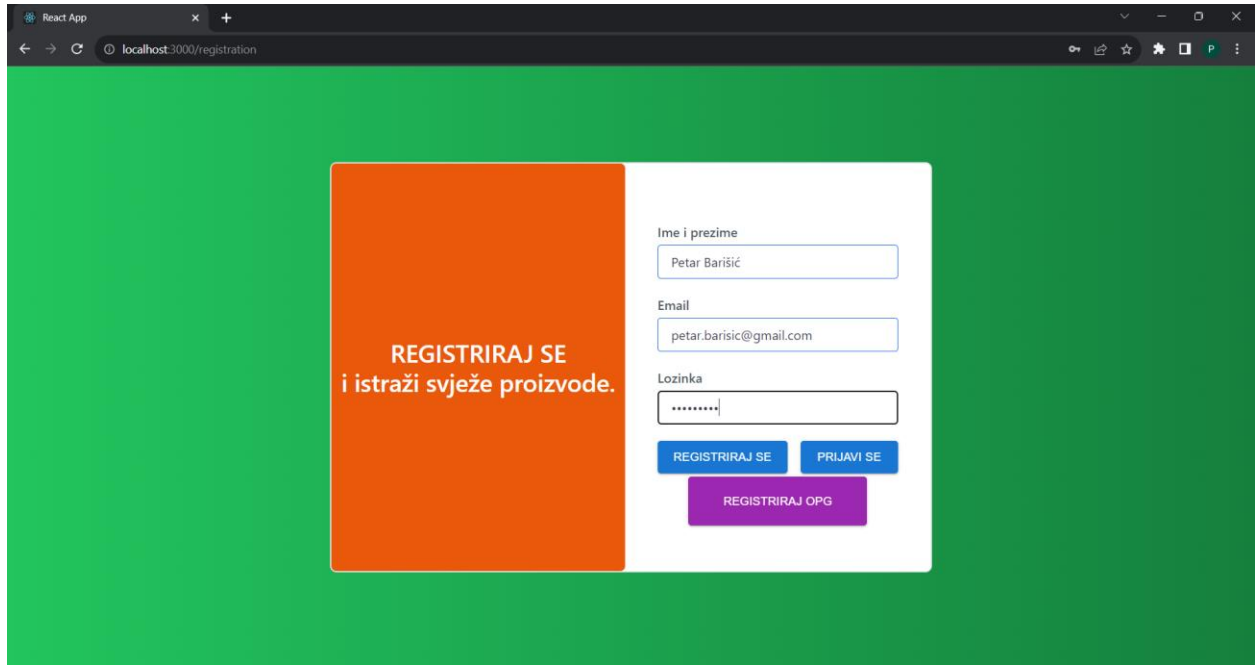 React App
localhost:3000/registration
P
REGISTRIRAJ SE
i istraži svježe proizvode.
Ime i prezime
Petar Barišić
Email
petar.barisic@gmail.com
Lozinka
•••••••••
REGISTRIRAJ SE
PRIJAVI SE
REGISTRIRAJ OPG